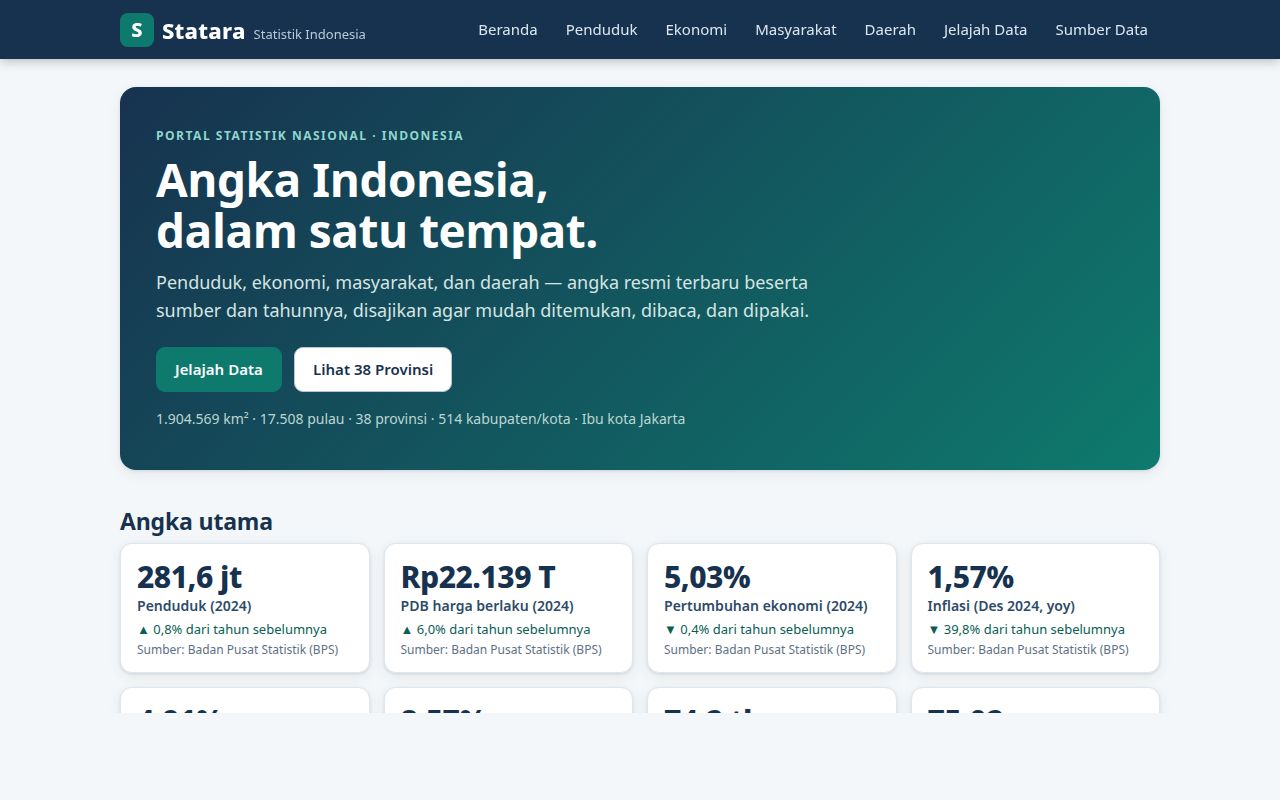 S Statara Statistik Indonesia Beranda Penduduk Ekonomi Masyarakat Daerah Jelajah Data Sumber Data
PORTAL STATISTIK NASIONAL · INDONESIA
Angka Indonesia,
dalam satu tempat.
Penduduk, ekonomi, masyarakat, dan daerah — angka resmi terbaru beserta
sumber dan tahunnya, disajikan agar mudah ditemukan, dibaca, dan dipakai.
Jelajah Data Lihat 38 Provinsi
1.904.569 km² · 17.508 pulau · 38 provinsi · 514 kabupaten/kota · Ibu kota Jakarta
Angka utama
281,6 jt
Penduduk (2024)
▲ 0,8% dari tahun sebelumnya
Sumber: Badan Pusat Statistik (BPS)
Rp22.139 T
PDB harga berlaku (2024)
▲ 6,0% dari tahun sebelumnya
Sumber: Badan Pusat Statistik (BPS)
5,03%
Pertumbuhan ekonomi (2024)
▼ 0,4% dari tahun sebelumnya
Sumber: Badan Pusat Statistik (BPS)
1,57%
Inflasi (Des 2024, yoy)
▼ 39,8% dari tahun sebelumnya
Sumber: Badan Pusat Statistik (BPS)